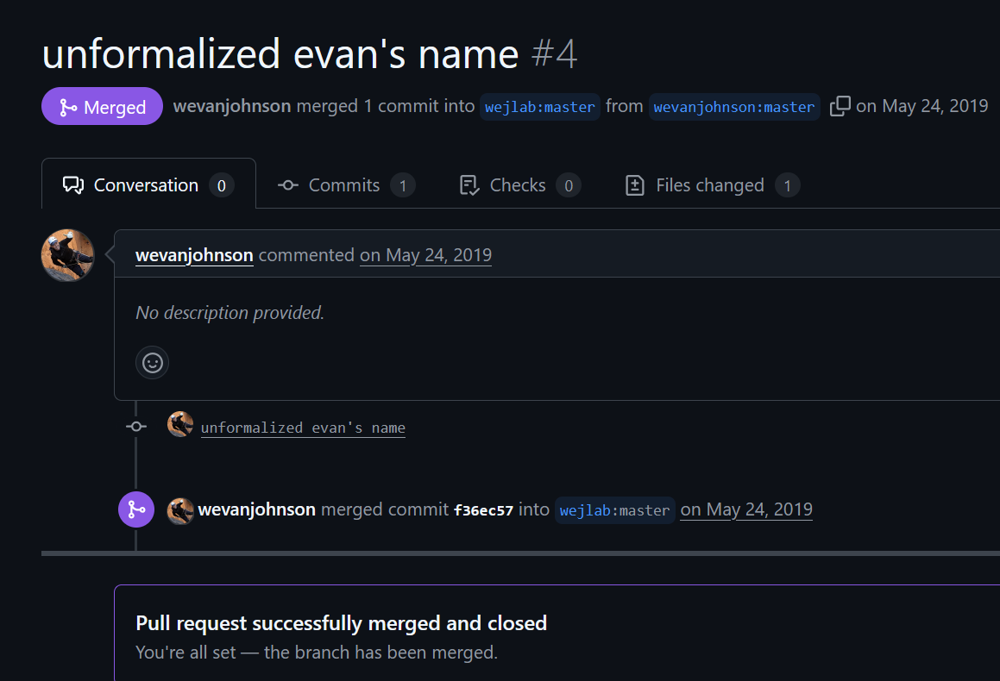 unformalized evan's name #4
Merged wevanjohnson merged 1 commit into wejlab:master from wevanjohnson:master on May 24, 2019
Conversation 0 Commits 1 Checks 0 Files changed 1
wevanjohnson commented on May 24, 2019
No description provided.
unformalized evan's name
wevanjohnson merged commit f36ec57 into wejlab:master on May 24, 2019
Pull request successfully merged and closed
You're all set — the branch has been merged.